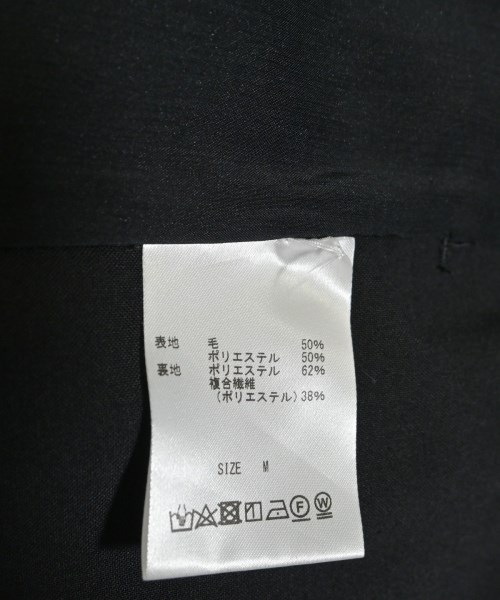 表地 毛 50%
ポリエステル 50%
裏地 ポリエステル 62%
複合繊維
(ポリエステル) 38%
SIZE M
F W